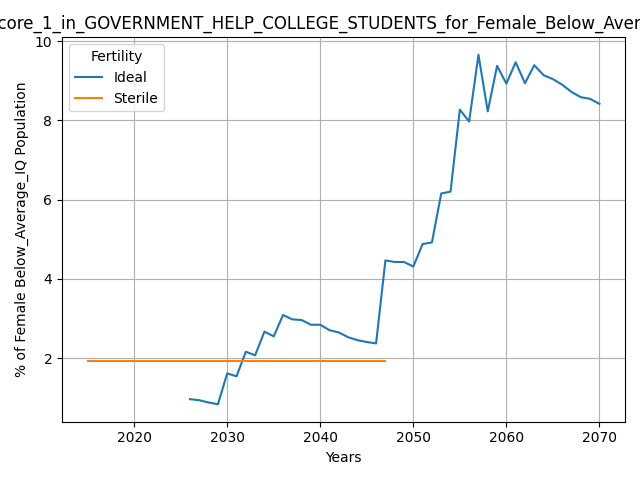 core_1_in_GOVERNMENT_HELP_COLLEGE_STUDENTS_for_Female_Below_Aver
Fertility
Ideal
Sterile
% of Female Below_Average_IQ Population
10
8
6
4
2
2020 2030 2040 2050 2060 2070
Years